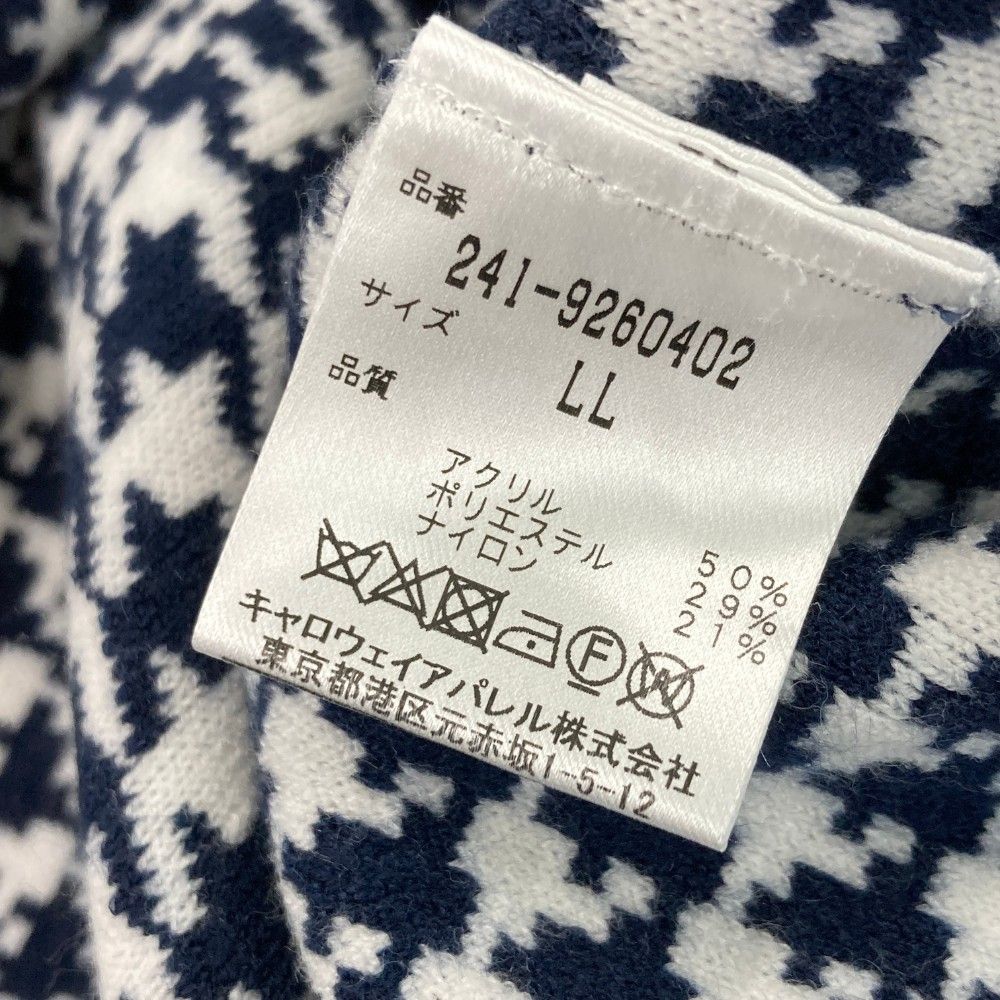 品番
241-9260402
サイズ LL
品質
アクリル 50%
ポリエステル 29%
ナイロン 21%
F W
キャロウェイアパレル株式会社
東京都港区元赤坂1-5-12